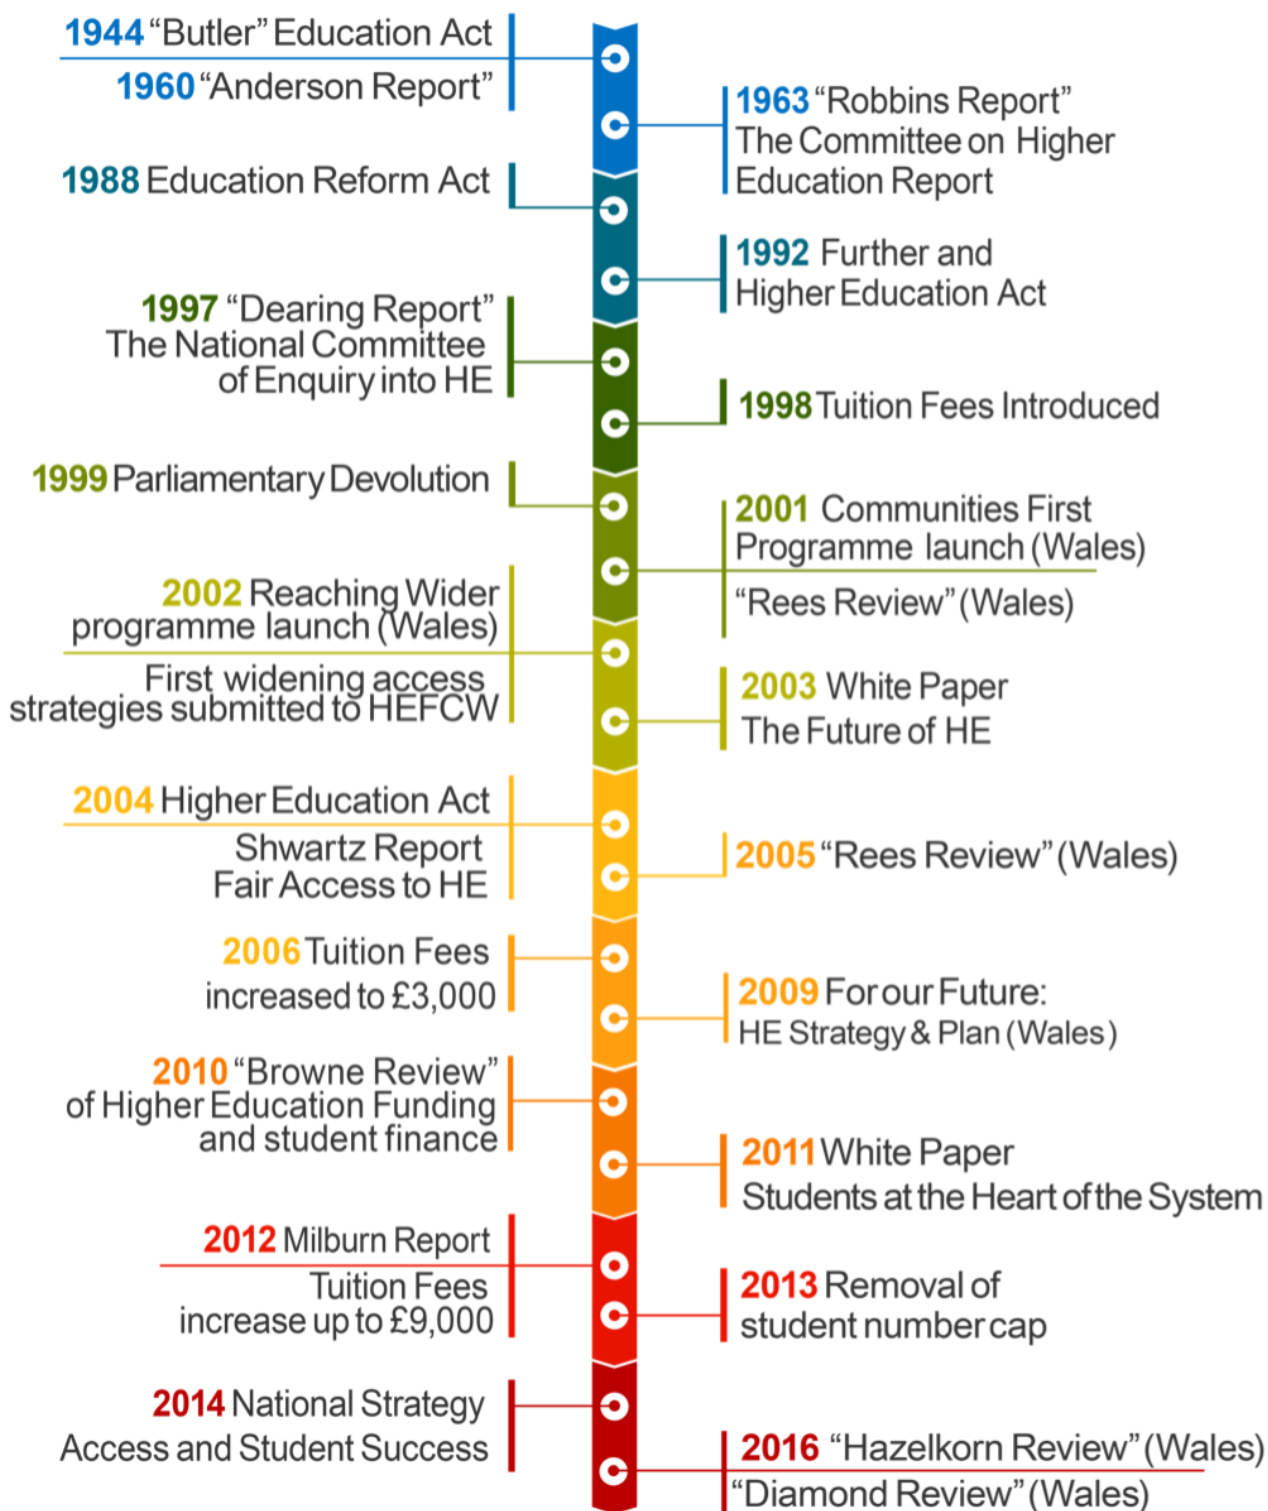 1944 “Butler” Education Act
1960 “Anderson Report”
1963 “Robbins Report”
The Committee on Higher
Education Report
1988 Education Reform Act
1992 Further and
Higher Education Act
1997 “Dearing Report”
The National Committee
of Enquiry into HE
1998 Tuition Fees Introduced
1999 Parliamentary Devolution
2001 Communities First
Programme launch (Wales)
“Rees Review” (Wales)
2002 Reaching Wider
programme launch (Wales)
First widening access
strategies submitted to HEFCW
2003 White Paper
The Future of HE
2004 Higher Education Act
Shwartz Report
Fair Access to HE
2005 “Rees Review” (Wales)
2006 Tuition Fees
increased to £3,000
2009 For our Future:
HE Strategy & Plan (Wales)
2010 “Browne Review”
of Higher Education Funding
and student finance
2011 White Paper
Students at the Heart of the System
2012 Milburn Report
Tuition Fees
increase up to £9,000
2013 Removal of
student number cap
2014 National Strategy
Access and Student Success
2016 “Hazelkorn Review” (Wales)
“Diamond Review” (Wales)